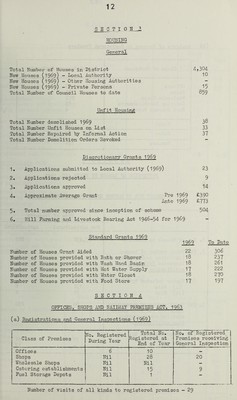 12
SECTION 3
HOUSING
General
Total Number of Houses in District 4,304
New Houses (1969) - Local Authority 10
New Houses (1969) - Other Housing Authorities -
New Houses (1969) - Private Persons 15
Total Number of Council Houses to date 859
Unfit Housing
Total Number demolished 1969 38
Total Number Unfit Houses on List 33
Total Number Repaired by Informal Action 37
Total Number Demolition Orders Revoked -
Discretionary Grants 1969
1. Applications submitted to Local Authority (1969) 23
2. Applications rejected 9
3. Applications approved 14
4. Approximate Average Grant Pre 1969 £390
Late 1969 £773
5. Total number approved since inception of scheme 504
6. Hill Farming and Livestock Rearing Act 1946-54 for 1969 -
Standard Grants 1969
1969 To Date
Number of Houses Grant Aided 22 306
Number of Houses provided with Bath or Shower 18 237
Number of Houses provided with Wash Hand Basin 18 261
Number of Houses provided with Hot Water Supply 17 222
Number of Houses provided with Water Closet 18 230
Number of Houses provided with Food Store 17 197
SECTION 4
OFFICES, SHOPS AND RAILWAY PREMISES ACT, 1963
(a) Registrations and General Inspections (1969)
Class of Premises No. Registered During Year Total No. Registered at End of Year No. of Registered Premises receiving General Inspection
Offices 6 10 -
Shops Nil 28 20
Wholesale Shops Nil Nil -
Catering establishments Nil 15 9
Fuel Storage Depots Nil 1 -
Number of visits of all kinds to registered premises - 29